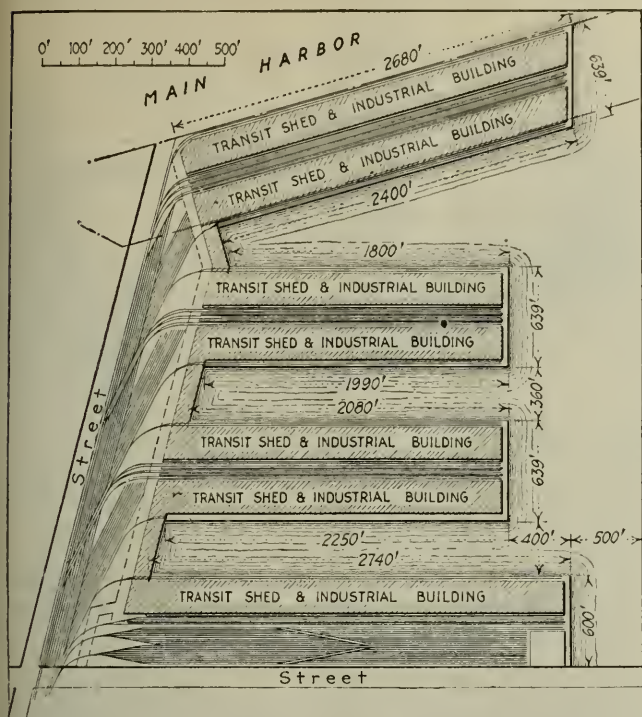 0' 100' 200' 300' 400' 500'
MAIN HARBOR
2680'
639'
TRANSIT SHED & INDUSTRIAL BUILDING
TRANSIT SHED & INDUSTRIAL BUILDING
2400'
1800'
TRANSIT SHED & INDUSTRIAL BUILDING
639'
TRANSIT SHED & INDUSTRIAL BUILDING
1990'
360'
2080'
Street
TRANSIT SHED & INDUSTRIAL BUILDING
639'
TRANSIT SHED & INDUSTRIAL BUILDING
2250'
400'
500'
2740'
TRANSIT SHED & INDUSTRIAL BUILDING
600'
Street